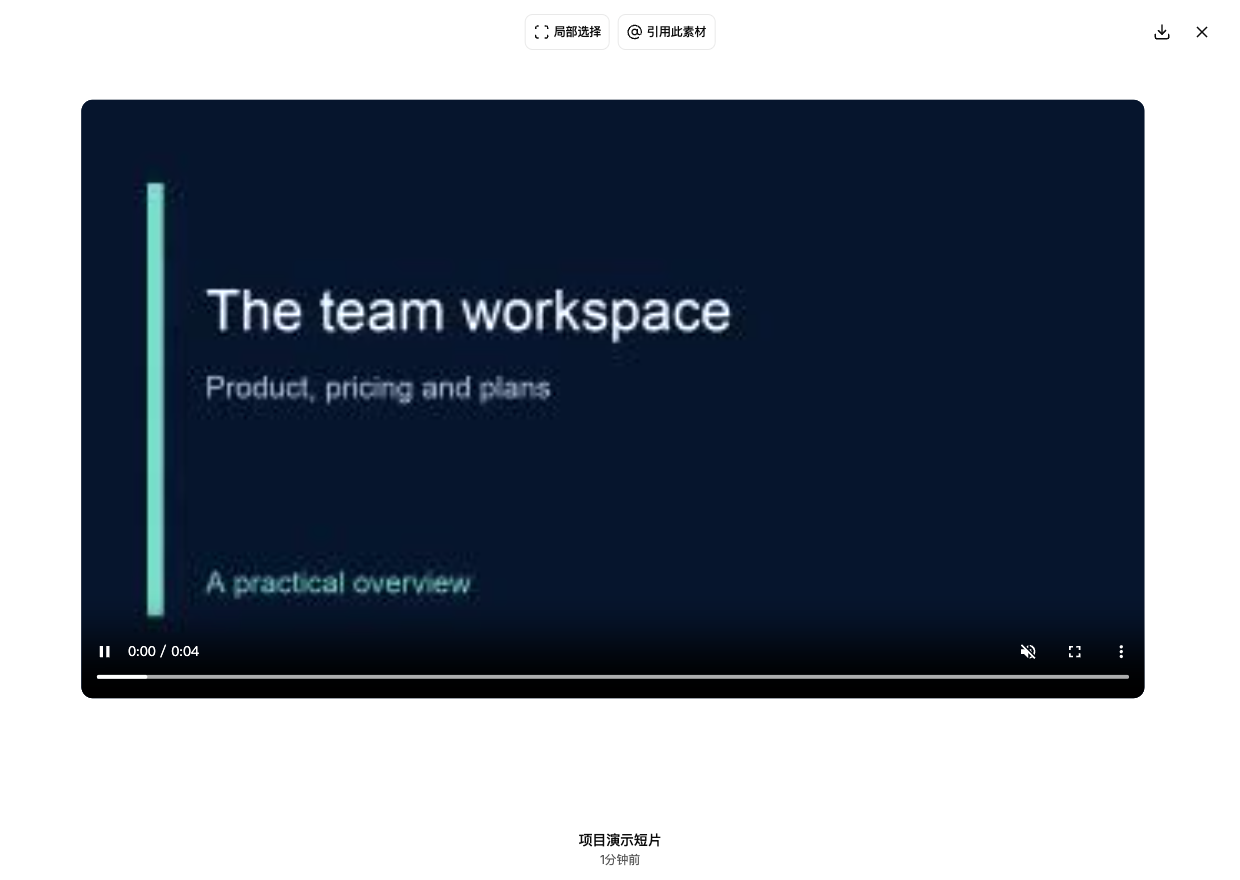 局部选择
引用此素材
The team workspace
Product, pricing and plans
A practical overview
0:00 / 0:04
项目演示短片
1分钟前